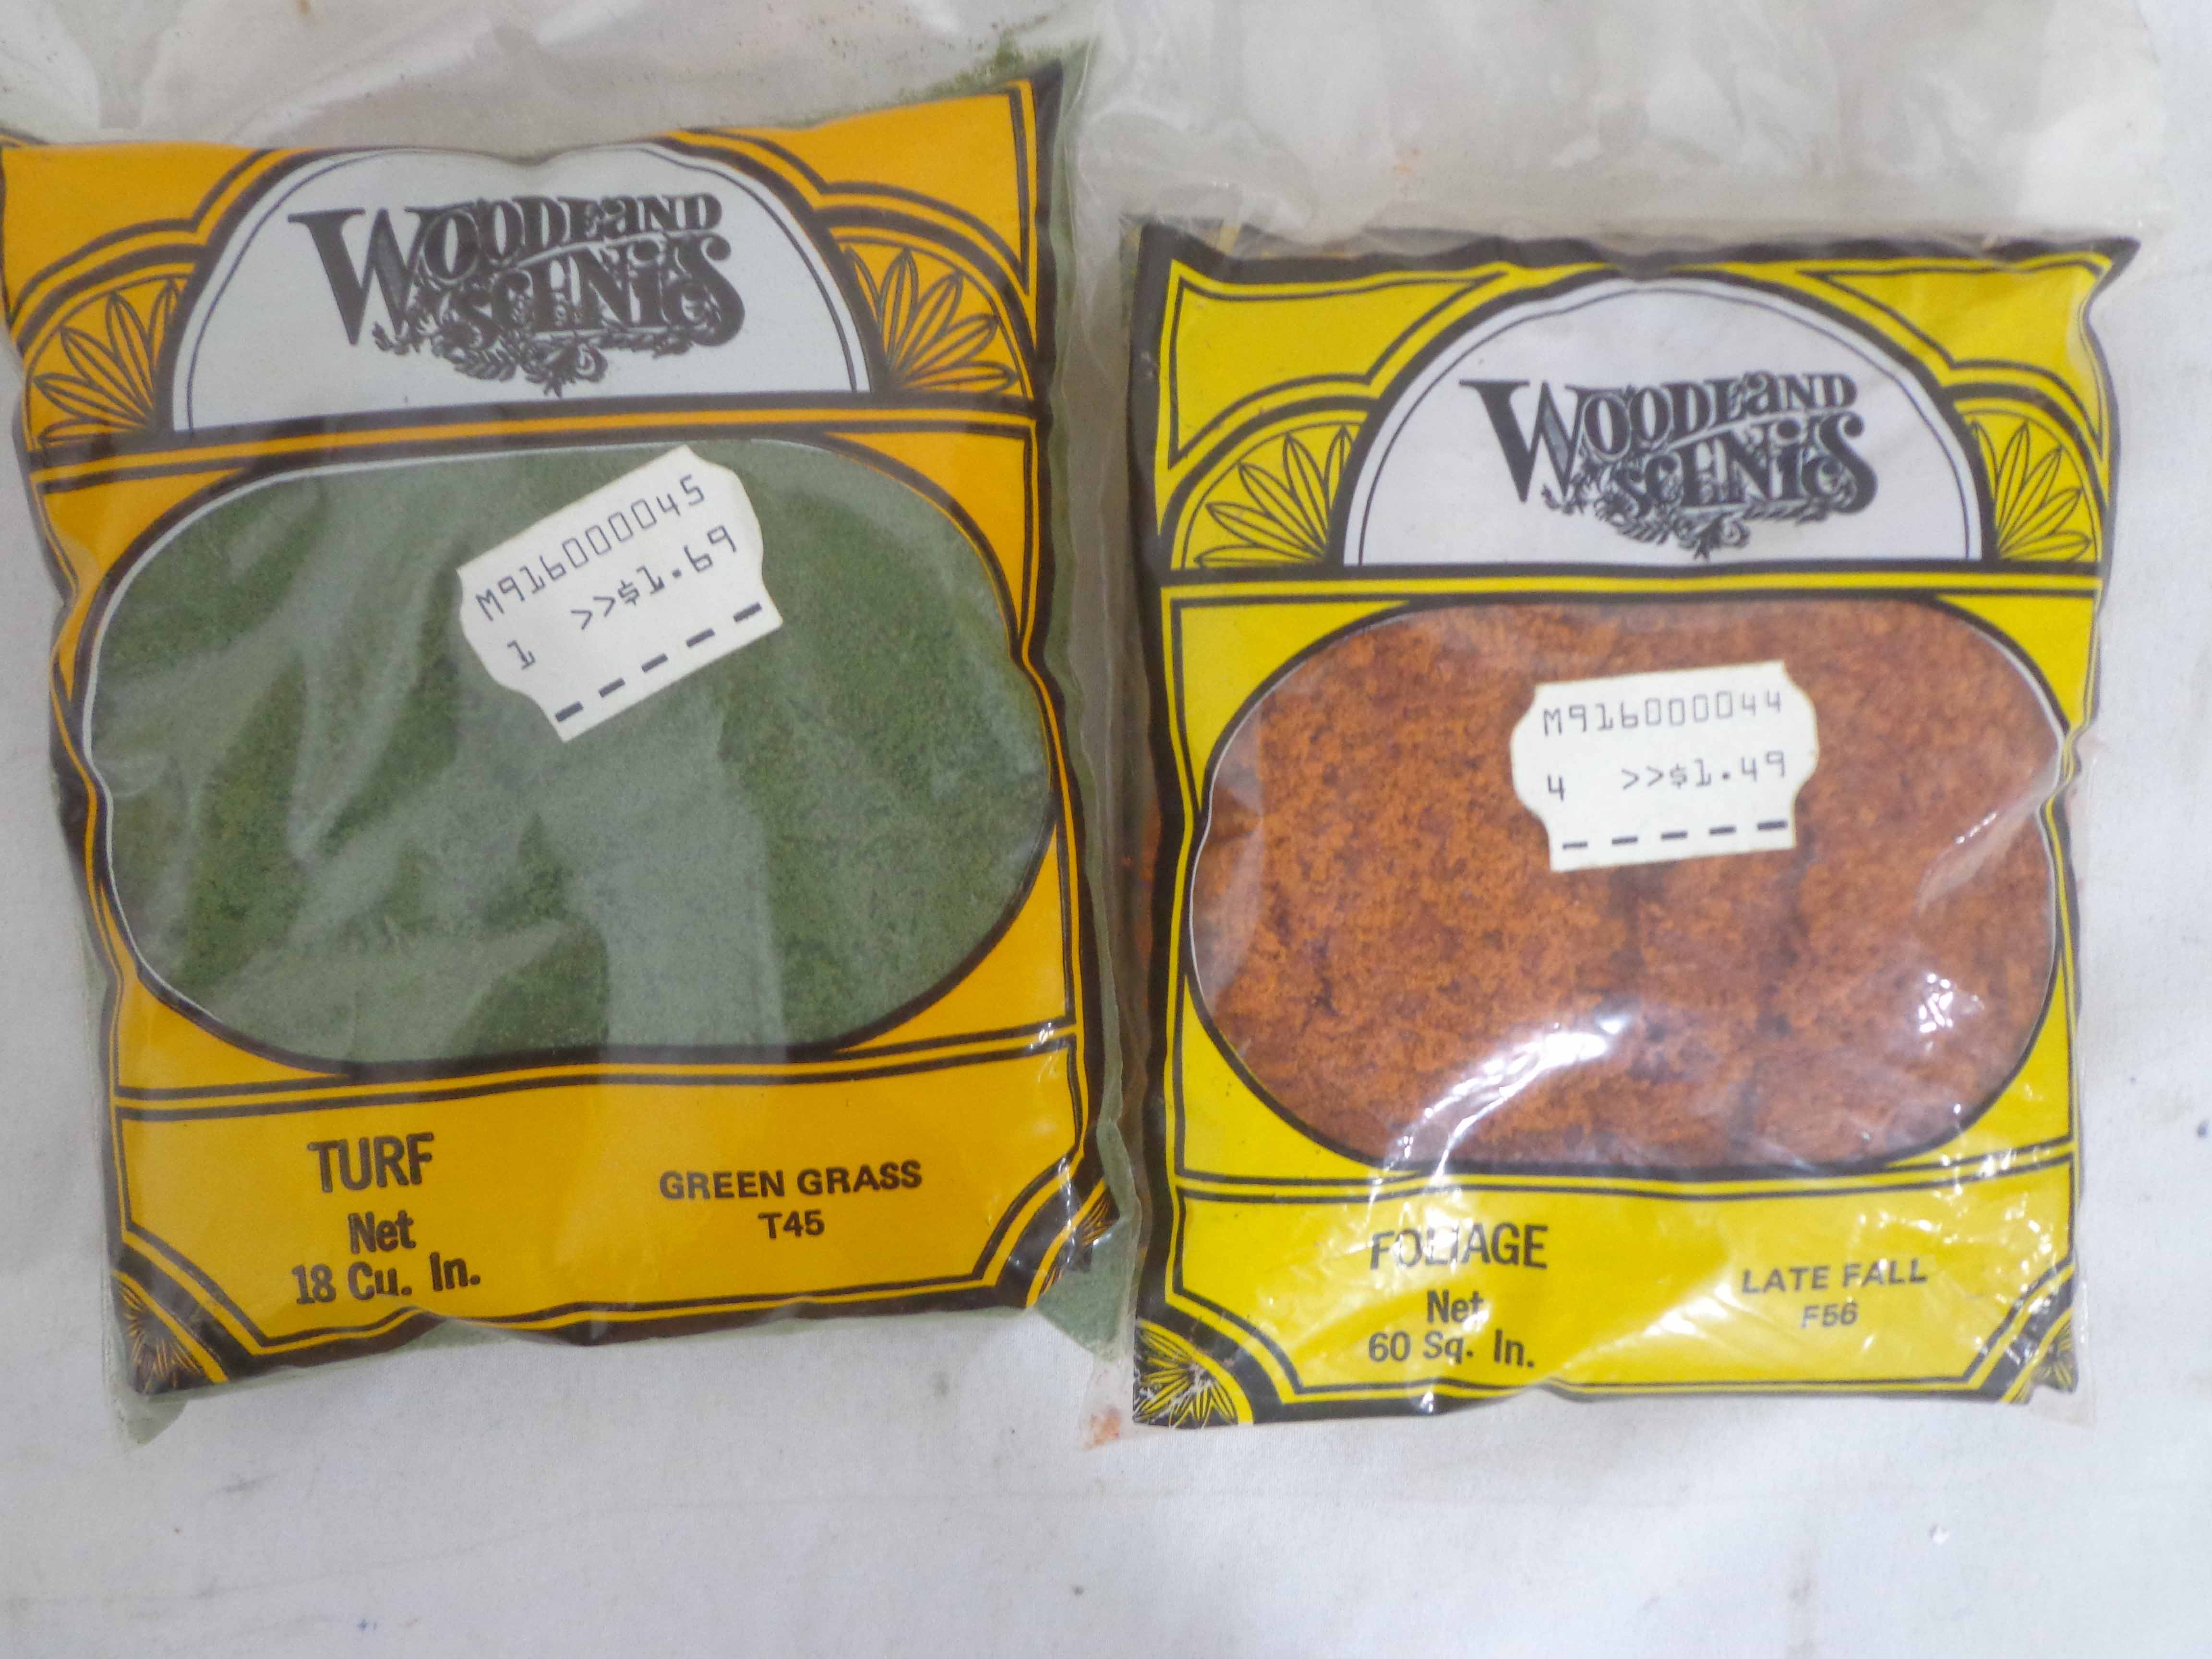 WOODLAND
SCENICS
M916000045
1 >>$1.69
TURF
Net
18 Cu. In.
GREEN GRASS
T45
WOODLAND
SCENICS
M916000044
4 >>$1.49
FOLIAGE
Net
60 Sq. In.
LATE FALL
F56